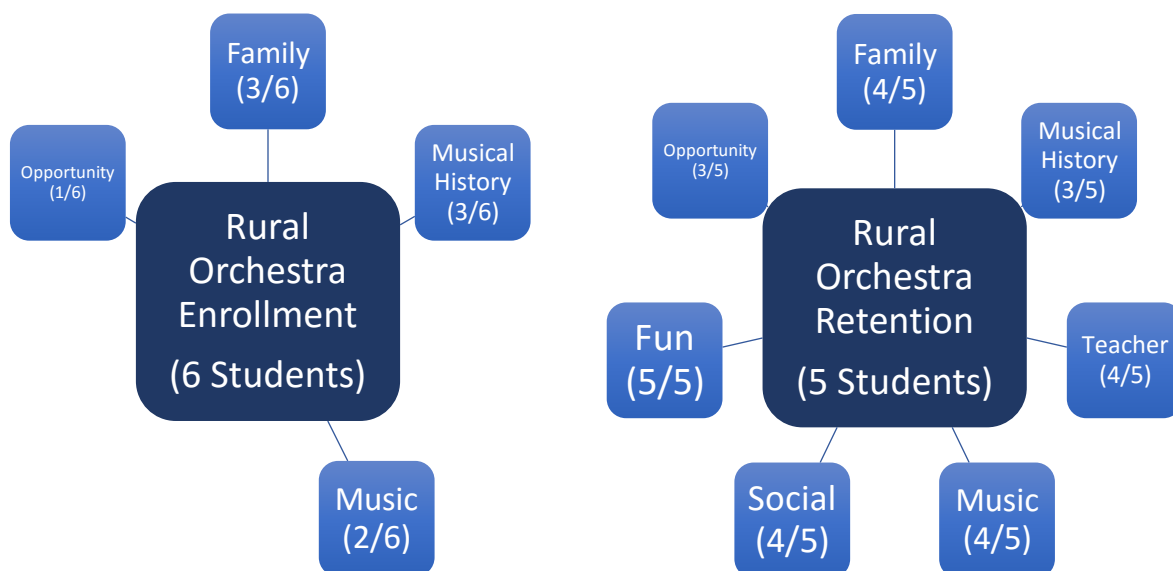 Family
(3/6)
Opportunity
(1/6)
Musical
History
(3/6)
Rural
Orchestra
Enrollment
(6 Students)
Music
(2/6)
Family
(4/5)
Opportunity
(3/5)
Musical
History
(3/5)
Rural
Orchestra
Retention
(5 Students)
Fun
(5/5)
Teacher
(4/5)
Social
(4/5)
Music
(4/5)